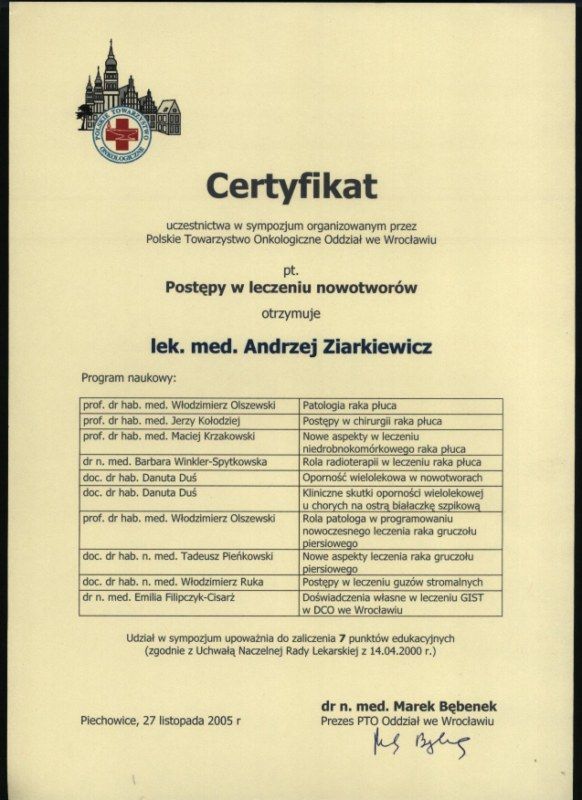 POLSKIE TOWARZYSTWO
ONKOLOGICZNE
Certyfikat
uczestnictwa w sympozjum organizowanym przez
Polskie Towarzystwo Onkologiczne Oddział we Wrocławiu
pt.
Postępy w leczeniu nowotworów
otrzymuje
lek. med. Andrzej Ziarkiewicz
Program naukowy:
prof. dr hab. med. Włodzimierz Olszewski Patologia raka płuca
prof. dr hab. med. Jerzy Kołodziej Postępy w chirurgii raka płuca
prof. dr hab. med. Maciej Krzakowski Nowe aspekty w leczeniu
niedrobnokomórkowego raka płuca
dr n. med. Barbara Winkler-Spytkowska Rola radioterapii w leczeniu raka płuca
doc. dr hab. Danuta Duś Oporność wielolekowa w nowotworach
doc. dr hab. Danuta Duś Kliniczne skutki oporności wielolekowej
u chorych na ostrą białaczkę szpikową
prof. dr hab. med. Włodzimierz Olszewski Rola patologa w programowaniu
nowoczesnego leczenia raka gruczołu
piersiowego
doc. dr hab. n. med. Tadeusz Pieńkowski Nowe aspekty leczenia raka gruczołu
piersiowego
doc. dr hab. n. med. Włodzimierz Ruka Postępy w leczeniu guzów stromalnych
dr n. med. Emilia Filipczyk-Cisarż Doświadczenia własne w leczeniu GIST
w DCO we Wrocławiu
Udział w sympozjum upoważnia do zaliczenia 7 punktów edukacyjnych
(zgodnie z Uchwałą Naczelnej Rady Lekarskiej z 14.04.2000 r.)
dr n. med. Marek Bębenek
Piechowice, 27 listopada 2005 r Prezes PTO Oddział we Wrocławiu